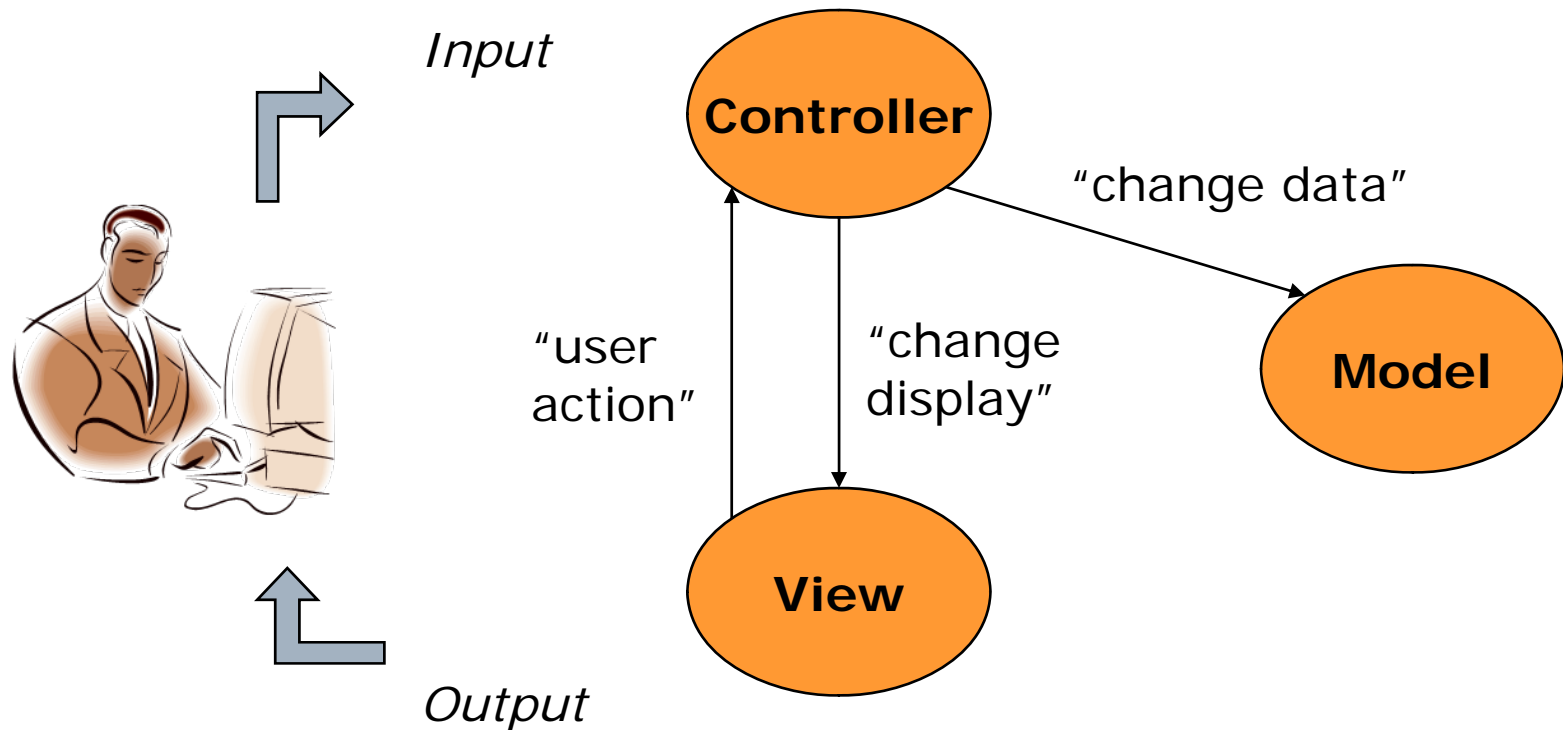 Input
Controller
“change data”
“user
action”
“change
display”
Model
View
Output